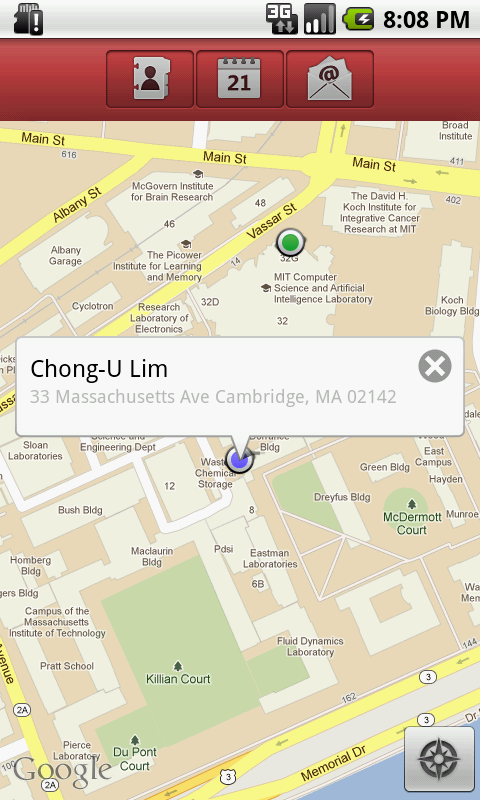 3G
8:08 PM
21
@
Main St
616
Main St
Main St
Broad
Institute
411
402
McGovern Institute
for Brain Research
Albany St
48
46
Vassar St
The David H.
Koch Institute for
Integrative Cancer
Research at MIT
Albany
Garage
The Picower
Institute for Learning
and Memory
14
32G
MIT Computer
Science and Artificial
Intelligence Laboratory
Cyclotron
32D
Research
Laboratory of
Electronics
32
Koch
Biology Bldg
Chong-U Lim
33 Massachusetts Ave Cambridge, MA 02142
Sloan
Laboratories
Engineering Dept
Bldg
Chemical
Storage
12
East
Campus
Green Bldg
Hayden
Dreyfus Bldg
McDermott
Court
Munroe
Bush Bldg
8
Maclaurin
Bldg
Pdsi
Eastman
Laboratories
6B
Homberg
Bldg
Campus of the
Massachusetts
Institute of Technology
Pratt School
Killian Court
Fluid Dynamics
Laboratory
144
3
162
2A
3
Pierce
Laboratory
Du Pont
Court
Memorial Dr
3
2A
Google